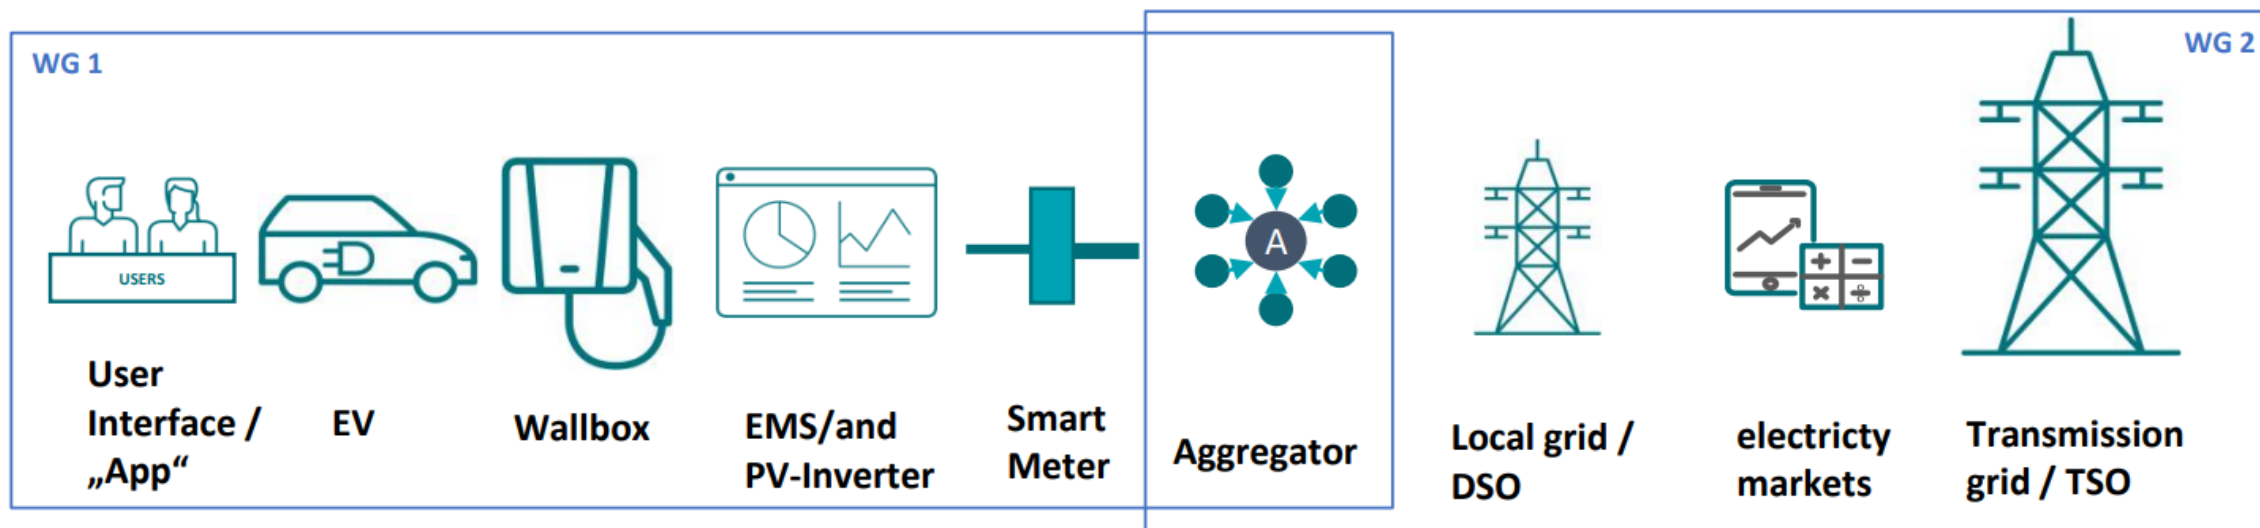 WG 1
WG 2
USERS
A
User
Interface /
„App“
EV
Wallbox
EMS/and
PV-Inverter
Smart
Meter
Aggregator
Local grid /
DSO
electricty
markets
Transmission
grid / TSO